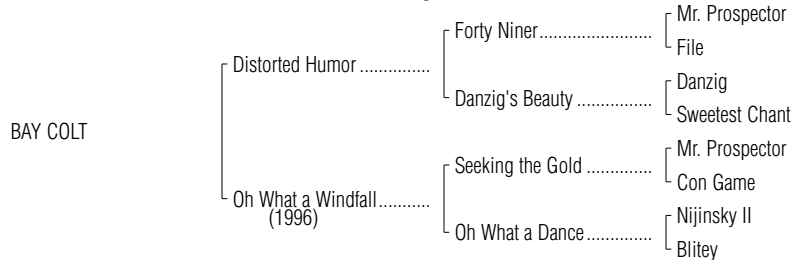 Mr. Prospector
Forty Niner........................
File
Distorted Humor ...............
Danzig
Danzig's Beauty ................
Sweetest Chant
BAY COLT
Mr. Prospector
Seeking the Gold ..............
Con Game
Oh What a Windfall...........
(1996)
Nijinsky II
Oh What a Dance..............
Blitey